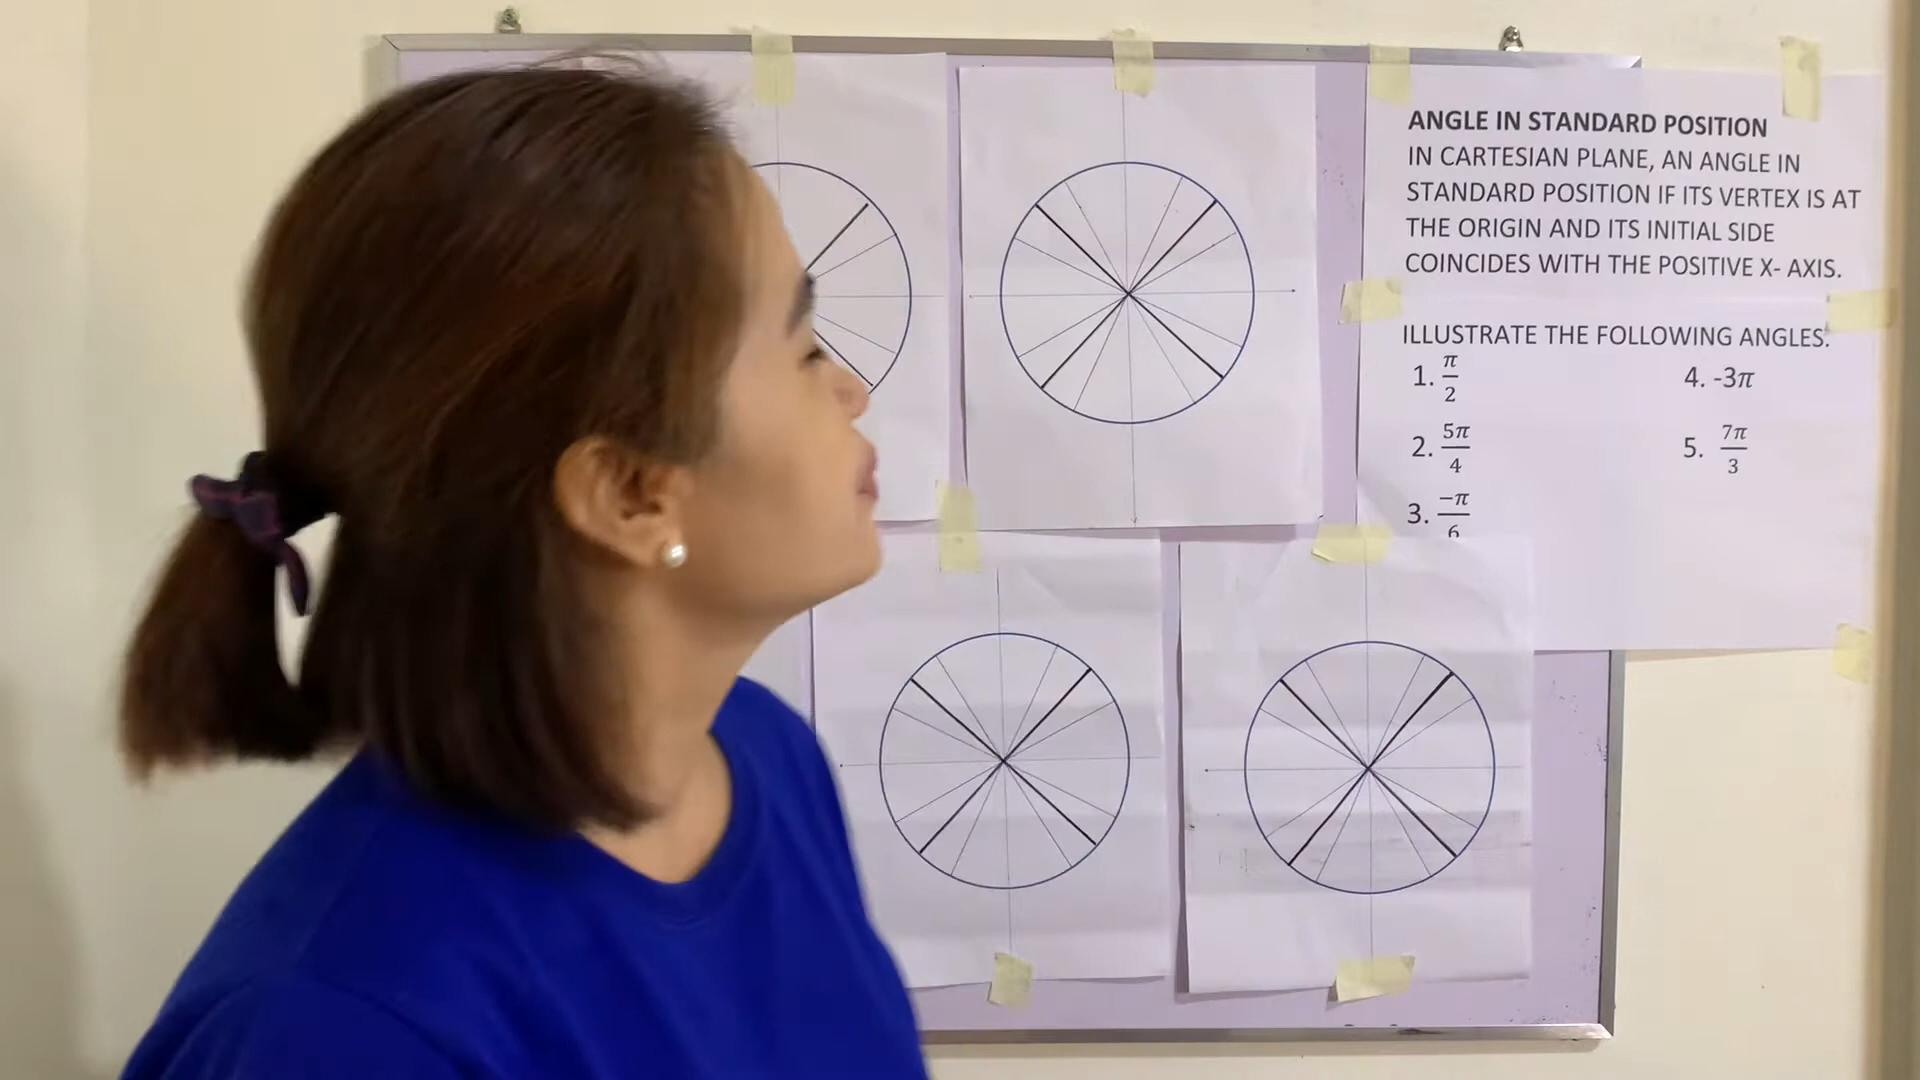 ANGLE IN STANDARD POSITION
IN CARTESIAN PLANE, AN ANGLE IN
STANDARD POSITION IF ITS VERTEX IS AT
THE ORIGIN AND ITS INITIAL SIDE
COINCIDES WITH THE POSITIVE X- AXIS.
ILLUSTRATE THE FOLLOWING ANGLES.
1. π/2
2. 5π/4
3. −π/6
4. -3π
5. 7π/3